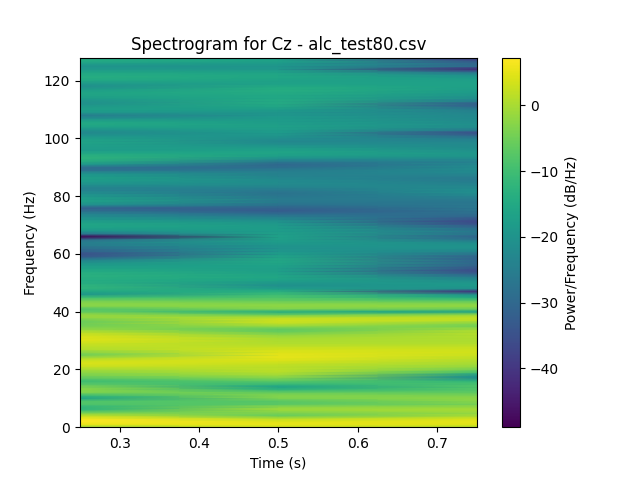 Spectrogram for Cz - alc_test80.csv
120
100
80
60
40
20
0
Frequency (Hz)
0.3 0.4 0.5 0.6 0.7
Time (s)
0
−10
−20
−30
−40
Power/Frequency (dB/Hz)